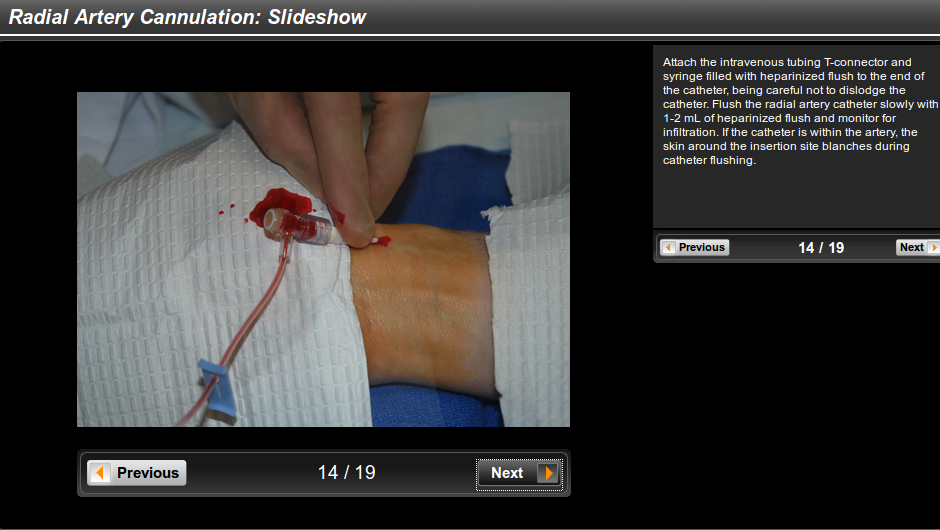 Radial Artery Cannulation: Slideshow
Attach the intravenous tubing T-connector and
syringe filled with heparinized flush to the end of
the catheter, being careful not to dislodge the
catheter. Flush the radial artery catheter slowly with
1-2 mL of heparinized flush and monitor for
infiltration. If the catheter is within the artery, the
skin around the insertion site blanches during
catheter flushing.
Previous 14 / 19 Next
Previous 14 / 19 Next